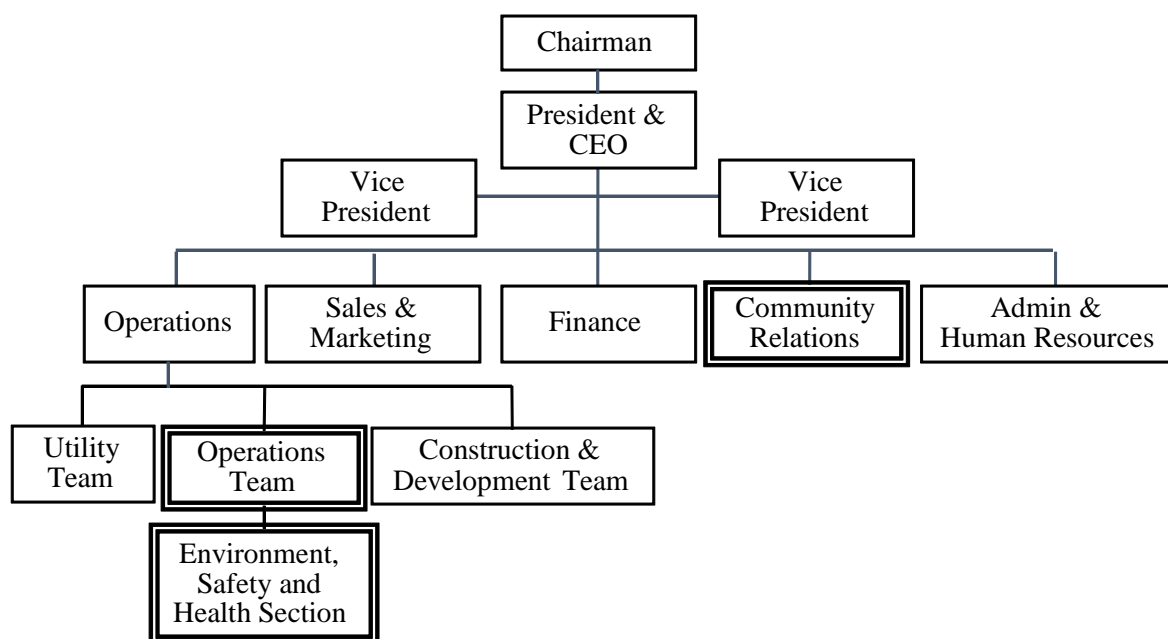 Chairman
President &
CEO
Vice
President
Vice
President
Operations
Sales &
Marketing
Finance
Community
Relations
Admin &
Human Resources
Utility
Team
Operations
Team
Construction &
Development Team
Environment,
Safety and
Health Section